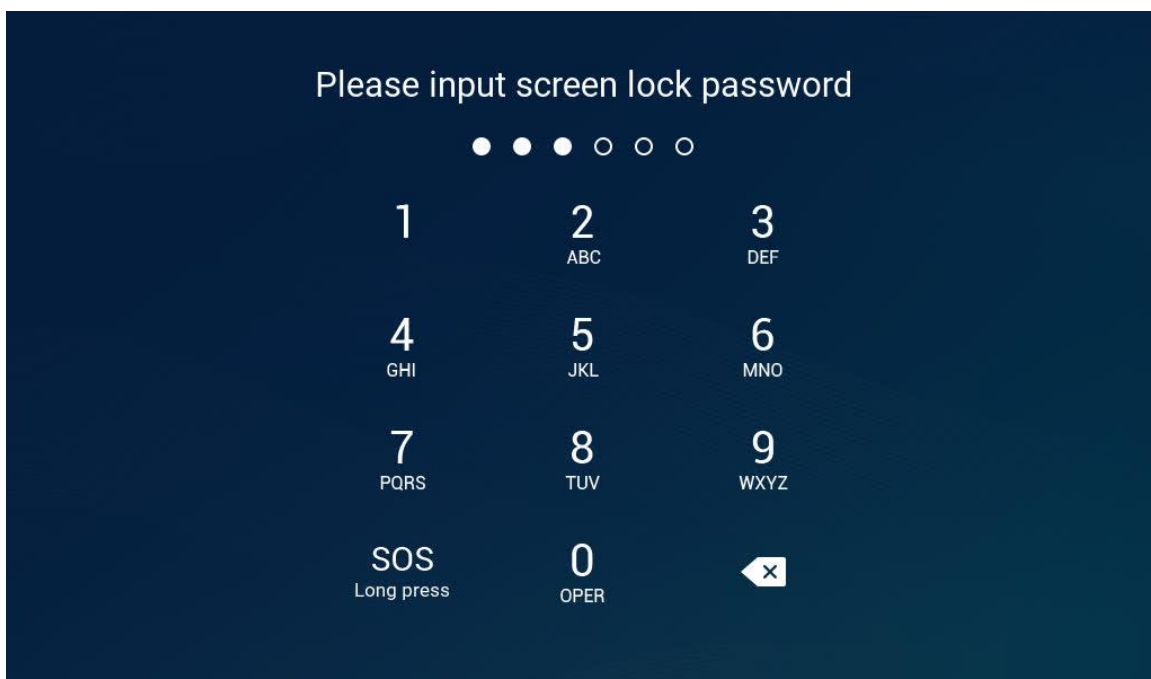 Please input screen lock password
1 2 3
ABC DEF
4 5 6
GHI JKL MNO
7 8 9
PQRS TUV WXYZ
SOS 0
Long press OPER